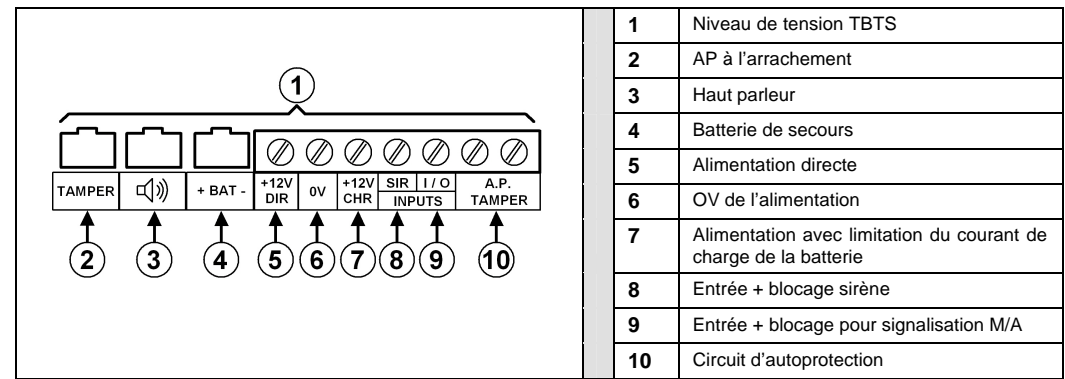 1
TAMPER
+ BAT -
+12V DIR
0V
+12V CHR
SIR
I / O
INPUTS
A.P. TAMPER
2
3
4
5
6
7
8
9
10
1 Niveau de tension TBTS
2 AP à l'arrachement
3 Haut parleur
4 Batterie de secours
5 Alimentation directe
6 OV de l'alimentation
7 Alimentation avec limitation du courant de
charge de la batterie
8 Entrée + blocage sirène
9 Entrée + blocage pour signalisation M/A
10 Circuit d'autoprotection